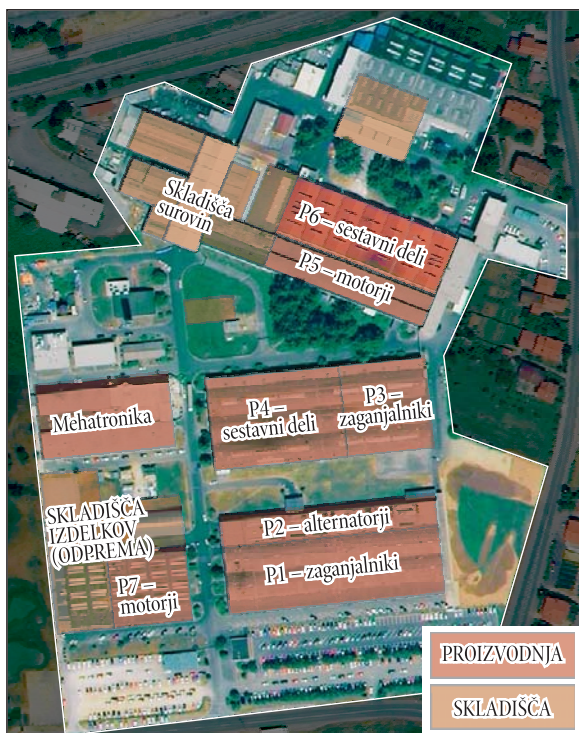 Skladišča
surovin
P6 – sestavni deli
P5 – motorji
Mehatronika
P4 –
sestavni deli
P3 –
zaganjalniki
SKLADIŠČA
IZDELKOV
(ODPREMA)
P2 – alternatorji
P1 – zaganjalniki
P7 –
motorji
PROIZVODNJA
SKLADIŠČA